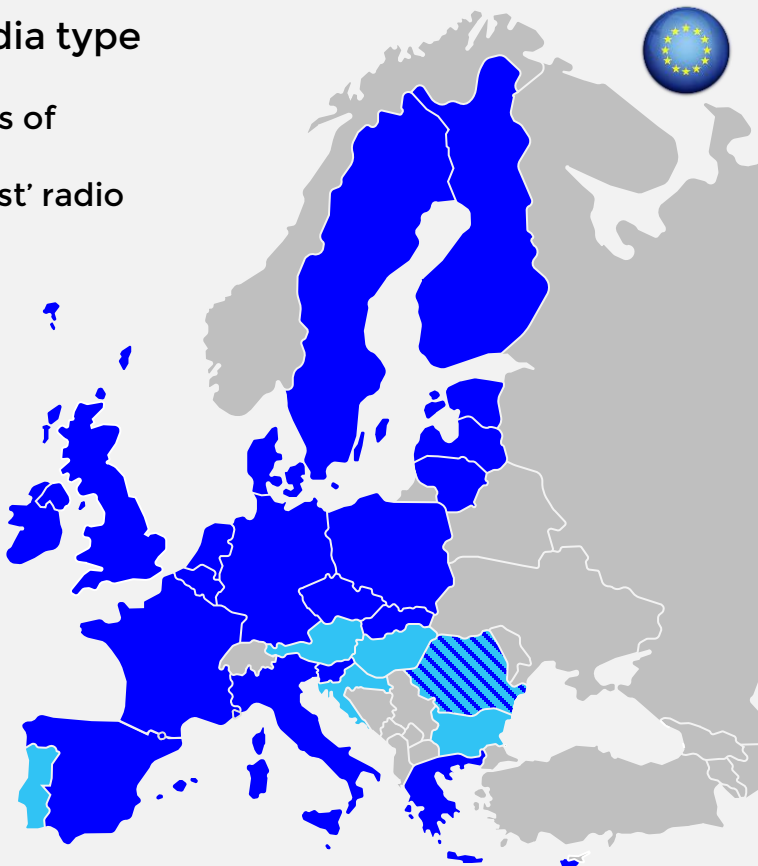 dia type
s of
st’ radio